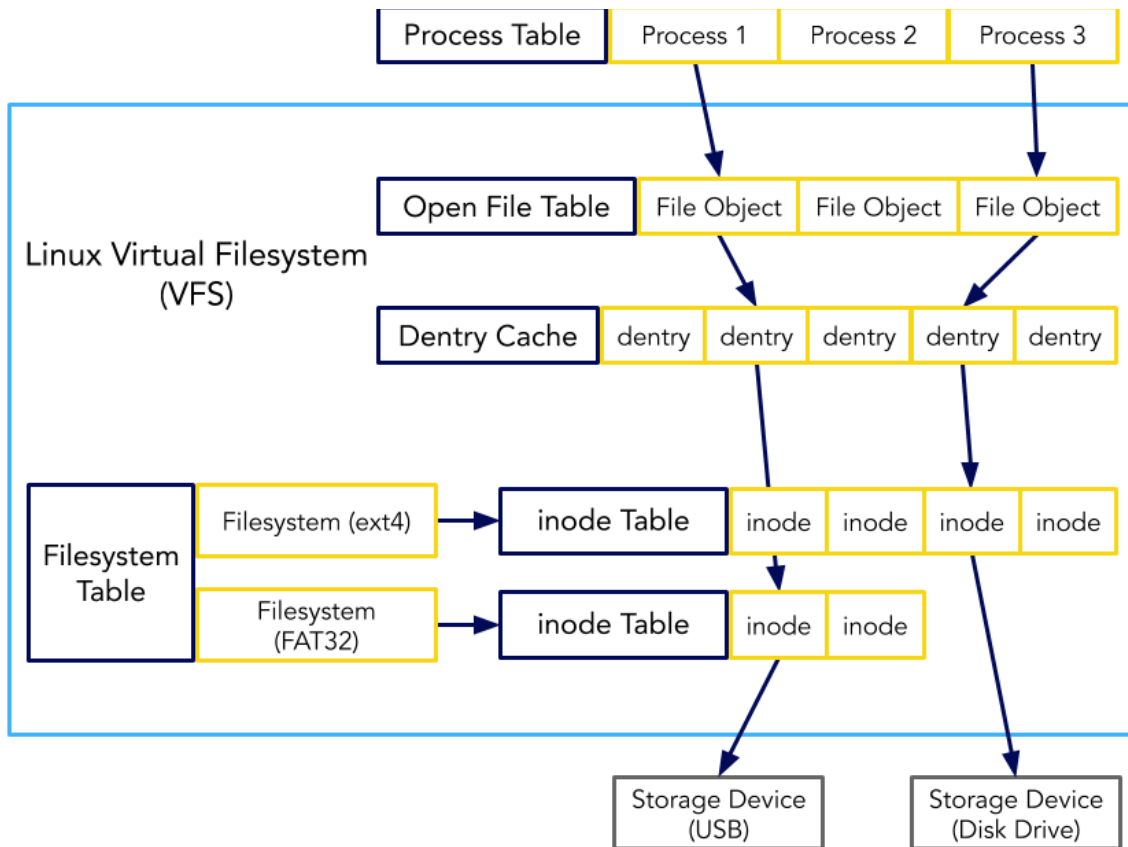 Process Table
Process 1
Process 2
Process 3
Linux Virtual Filesystem
(VFS)
Open File Table
File Object
File Object
File Object
Dentry Cache
dentry
dentry
dentry
dentry
dentry
Filesystem
Table
Filesystem (ext4)
inode Table
inode
inode
inode
inode
Filesystem
(FAT32)
inode Table
inode
inode
Storage Device
(USB)
Storage Device
(Disk Drive)